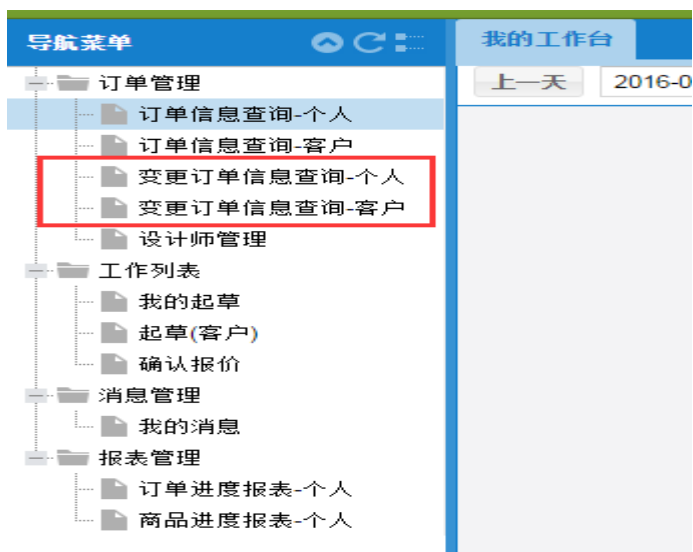 导航菜单
我的工作台
上一天 2016-0
订单管理
订单信息查询-个人
订单信息查询-客户
变更订单信息查询-个人
变更订单信息查询-客户
设计师管理
工作列表
我的起草
起草(客户)
确认报价
消息管理
我的消息
报表管理
订单进度报表-个人
商品进度报表-个人